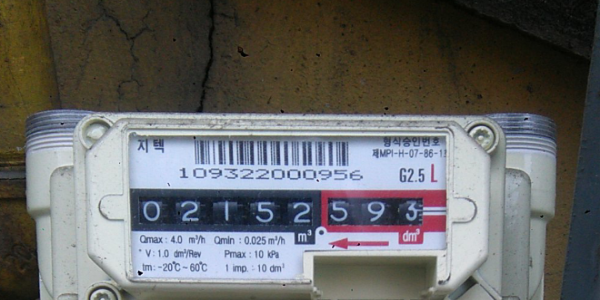 지 텍
형식승인번호
제MPI-H-07-86-11
109322000956
G2.5 L
02152 593
m³ dm³
Qmax : 4.0 m³/h Qmin : 0.025 m³/h
V : 1.0 dm³/Rev Pmax : 10 kPa
tm : -20°C ~ 60°C 1 imp. : 10 dm³